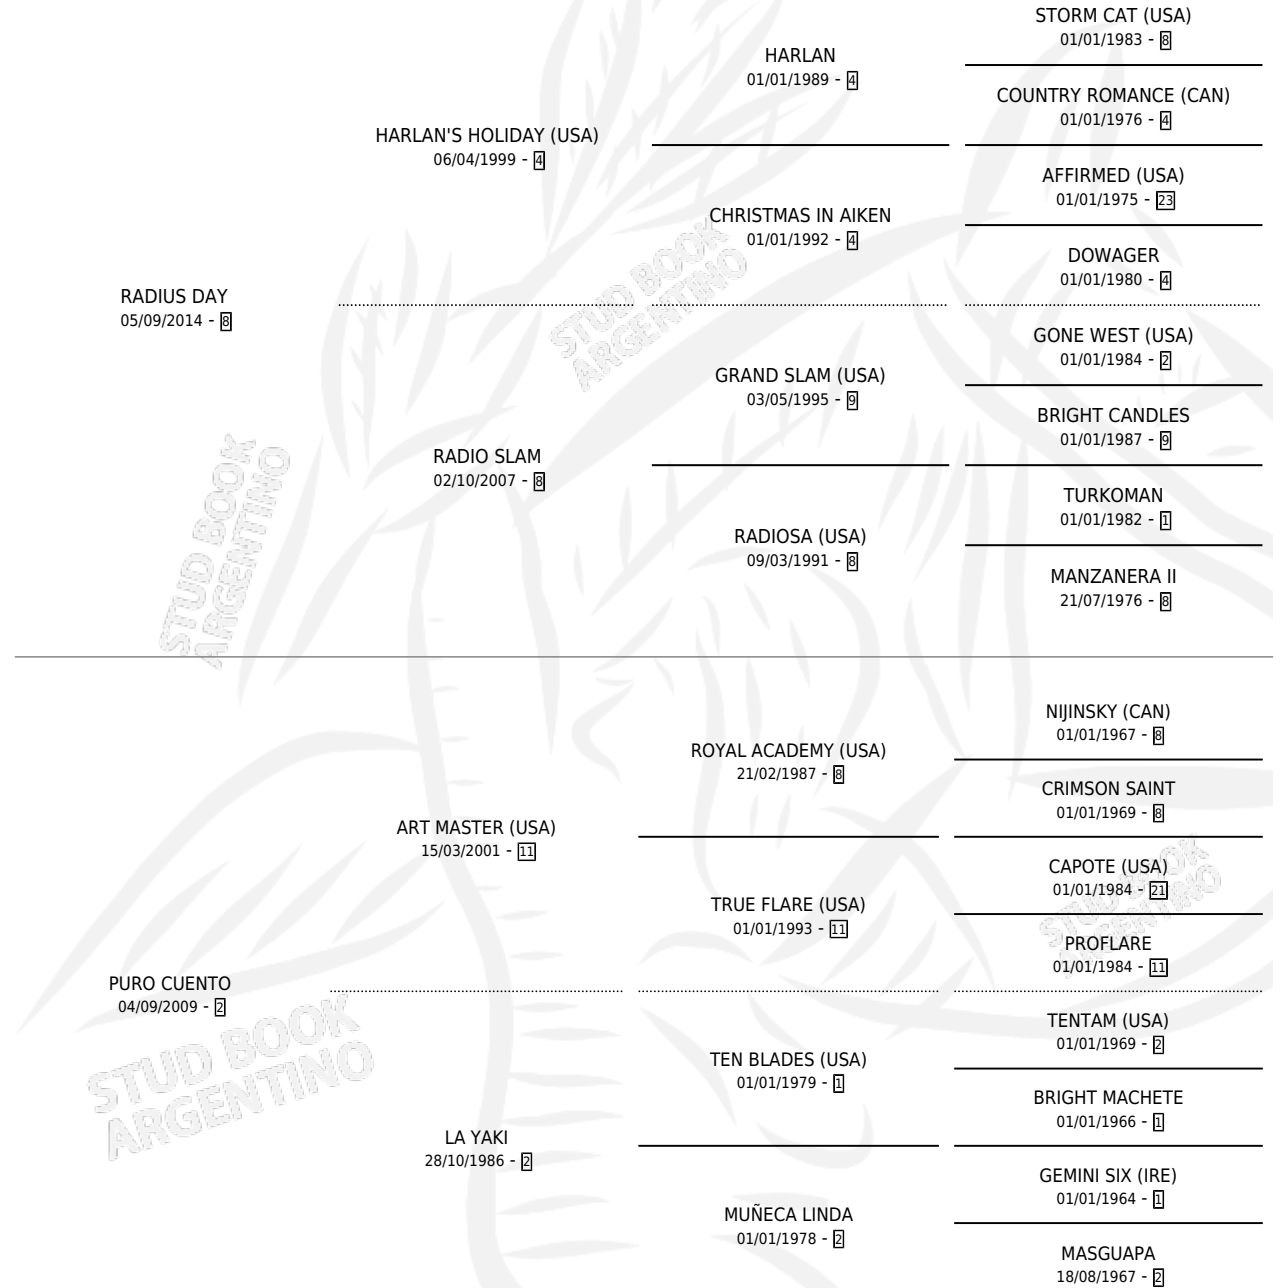 STORM CAT (USA)
01/01/1983 - 8
HARLAN
01/01/1989 - 4
COUNTRY ROMANCE (CAN)
01/01/1976 - 4
HARLAN'S HOLIDAY (USA)
06/04/1999 - 4
AFFIRMED (USA)
01/01/1975 - 23
CHRISTMAS IN AIKEN
01/01/1992 - 4
DOWAGER
01/01/1980 - 4
RADIUS DAY
05/09/2014 - 8
STUD BOOK
ARGENTINO
GONE WEST (USA)
01/01/1984 - 2
GRAND SLAM (USA)
03/05/1995 - 9
BRIGHT CANDLES
01/01/1987 - 9
RADIO SLAM
02/10/2007 - 8
TURKOMAN
01/01/1982 - 1
RADIOSA (USA)
09/03/1991 - 8
MANZANERA II
21/07/1976 - 8
STUD BOOK
ARGENTINO
NIJINSKY (CAN)
01/01/1967 - 8
ROYAL ACADEMY (USA)
21/02/1987 - 8
CRIMSON SAINT
01/01/1969 - 8
ART MASTER (USA)
15/03/2001 - 11
CAPOTE (USA)
01/01/1984 - 21
TRUE FLARE (USA)
01/01/1993 - 11
PROFLARE
01/01/1984 - 11
STUD BOOK
ARGENTINO
PURO CUENTO
04/09/2009 - 2
TENTAM (USA)
01/01/1969 - 2
TEN BLADES (USA)
01/01/1979 - 1
BRIGHT MACHETE
01/01/1966 - 1
STUD BOOK
ARGENTINO
LA YAKI
28/10/1986 - 2
GEMINI SIX (IRE)
01/01/1964 - 1
MUÑECA LINDA
01/01/1978 - 2
MASGUAPA
18/08/1967 - 2